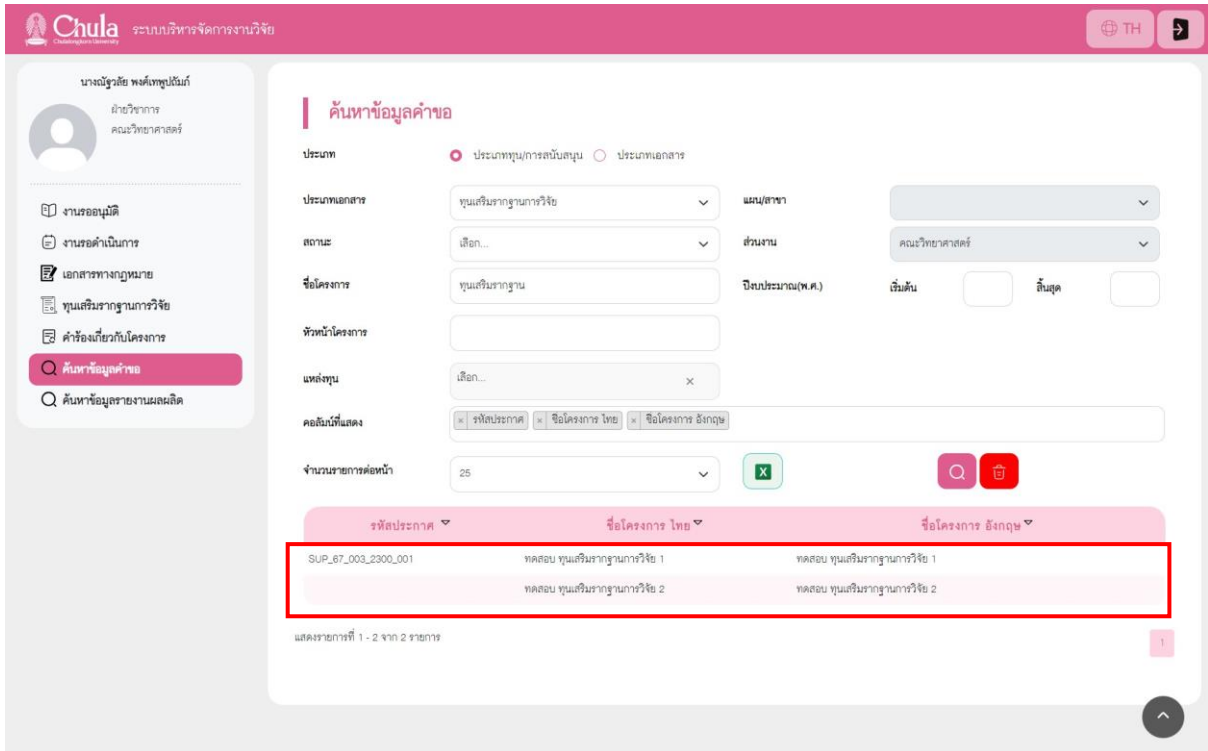 Chula ระบบบริหารจัดการงานวิจัย TH
Chulalongkorn University
นางณัฐวลัย พงศ์เทพูปถัมภ์
ฝ่ายวิชาการ
คณะวิทยาศาสตร์
งานรออนุมัติ
งานรอดำเนินการ
เอกสารทางกฎหมาย
ทุนเสริมรากฐานการวิจัย
คำร้องเกี่ยวกับโครงการ
ค้นหาข้อมูลคำขอ
ค้นหาข้อมูลรายงานผลผลิต
ค้นหาข้อมูลคำขอ
ประเภท ประเภททุน/การสนับสนุน ประเภทเอกสาร
ประเภทเอกสาร ทุนเสริมรากฐานการวิจัย แผน/สาขา
สถานะ เลือก... ส่วนงาน คณะวิทยาศาสตร์
ชื่อโครงการ ทุนเสริมรากฐาน ปีงบประมาณ(พ.ศ.) เริ่มต้น สิ้นสุด
หัวหน้าโครงการ
แหล่งทุน เลือก... ×
คอลัมน์ที่แสดง × รหัสประกาศ × ชื่อโครงการ ไทย × ชื่อโครงการ อังกฤษ
จำนวนรายการต่อหน้า 25 X
รหัสประกาศ ชื่อโครงการ ไทย ชื่อโครงการ อังกฤษ
SUP_67_003_2300_001 ทดสอบ ทุนเสริมรากฐานการวิจัย 1 ทดสอบ ทุนเสริมรากฐานการวิจัย 1
ทดสอบ ทุนเสริมรากฐานการวิจัย 2 ทดสอบ ทุนเสริมรากฐานการวิจัย 2
แสดงรายการที่ 1 - 2 จาก 2 รายการ 1